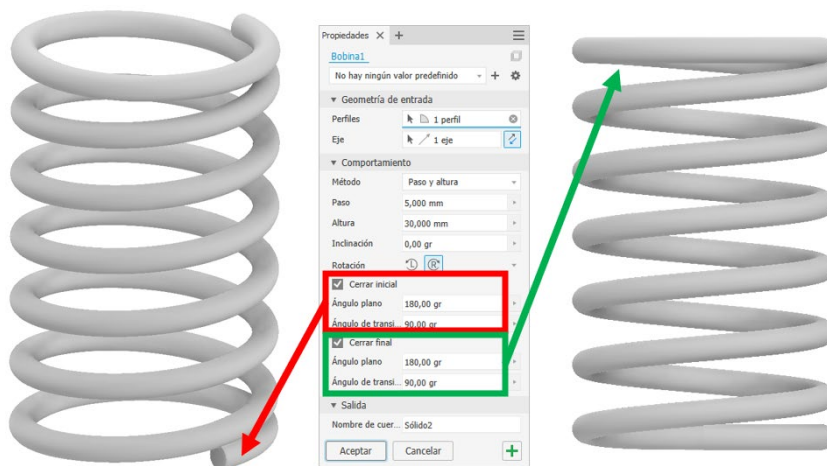 Propiedades
Bobina1
No hay ningún valor predefinido
Geometría de entrada
Perfiles 1 perfil
Eje 1 eje
Comportamiento
Método Paso y altura
Paso 5,000 mm
Altura 30,000 mm
Inclinación 0,00 gr
Rotación
Cerrar inicial
Ángulo plano 180,00 gr
Ángulo de transi... 90,00 gr
Cerrar final
Ángulo plano 180,00 gr
Ángulo de transi... 90,00 gr
Salida
Nombre de cuer... Sólido2
Aceptar Cancelar